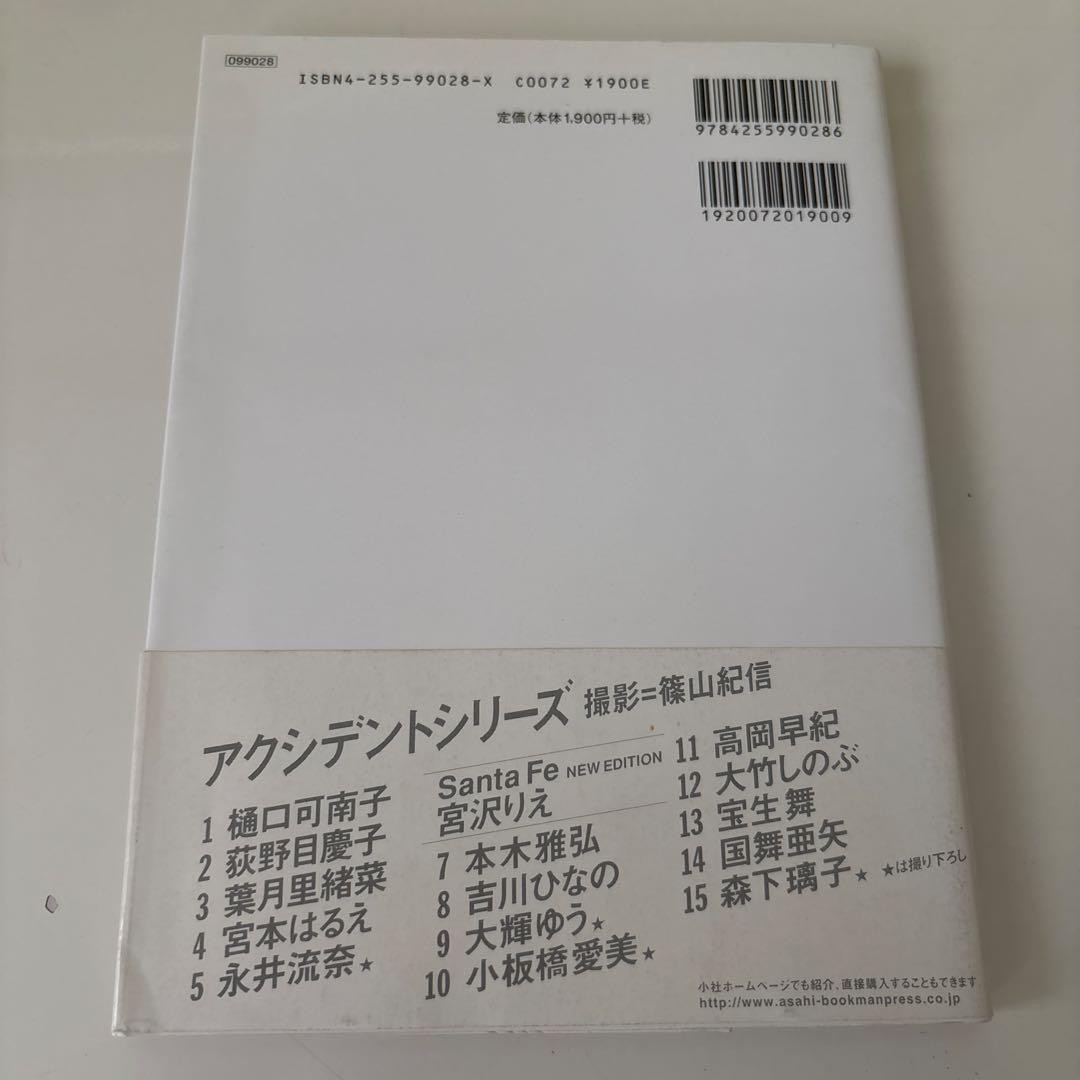 099028
ISBN4-255-99028-X C0072 ¥1900E
定価(本体1,900円+税)
9784255990286
1920072019009
アクシデントシリーズ 撮影=篠山紀信
1 樋口可南子
2 荻野目慶子
3 葉月里緒菜
4 宮本はるえ
5 永井流奈★
Santa Fe NEW EDITION
宮沢りえ
7 本木雅弘
8 吉川ひなの
9 大輝ゆう★
10 小板橋愛美★
11 高岡早紀
12 大竹しのぶ
13 宝生舞
14 国舞亜矢
15 森下璃子★ ★は撮り下ろし
小社ホームページでも紹介、直接購入することもできます
http://www.asahi-bookmanpress.co.jp